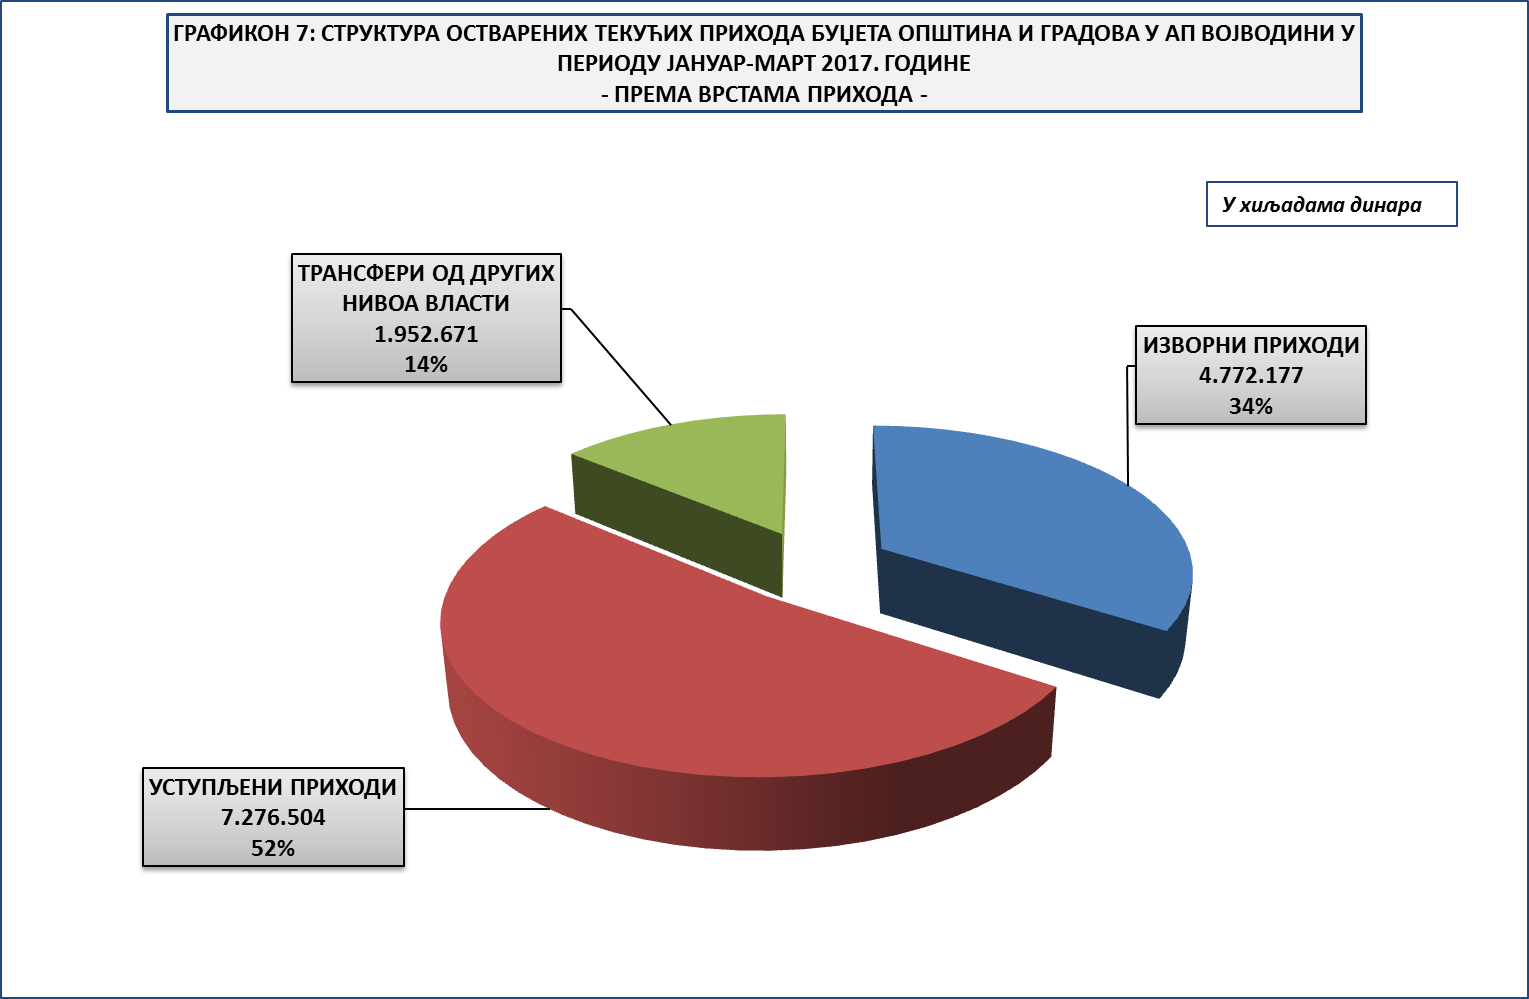 ГРАФИКОН 7: СТРУКТУРА ОСТВАРЕНИХ ТЕКУЋИХ ПРИХОДА БУЏЕТА ОПШТИНА И ГРАДОВА У АП ВОЈВОДИНИ У
ПЕРИОДУ ЈАНУАР-МАРТ 2017. ГОДИНЕ
- ПРЕМА ВРСТАМА ПРИХОДА -
У хиљадама динара
ТРАНСФЕРИ ОД ДРУГИХ
НИВОА ВЛАСТИ
1.952.671
14%
ИЗВОРНИ ПРИХОДИ
4.772.177
34%
УСТУПЉЕНИ ПРИХОДИ
7.276.504
52%